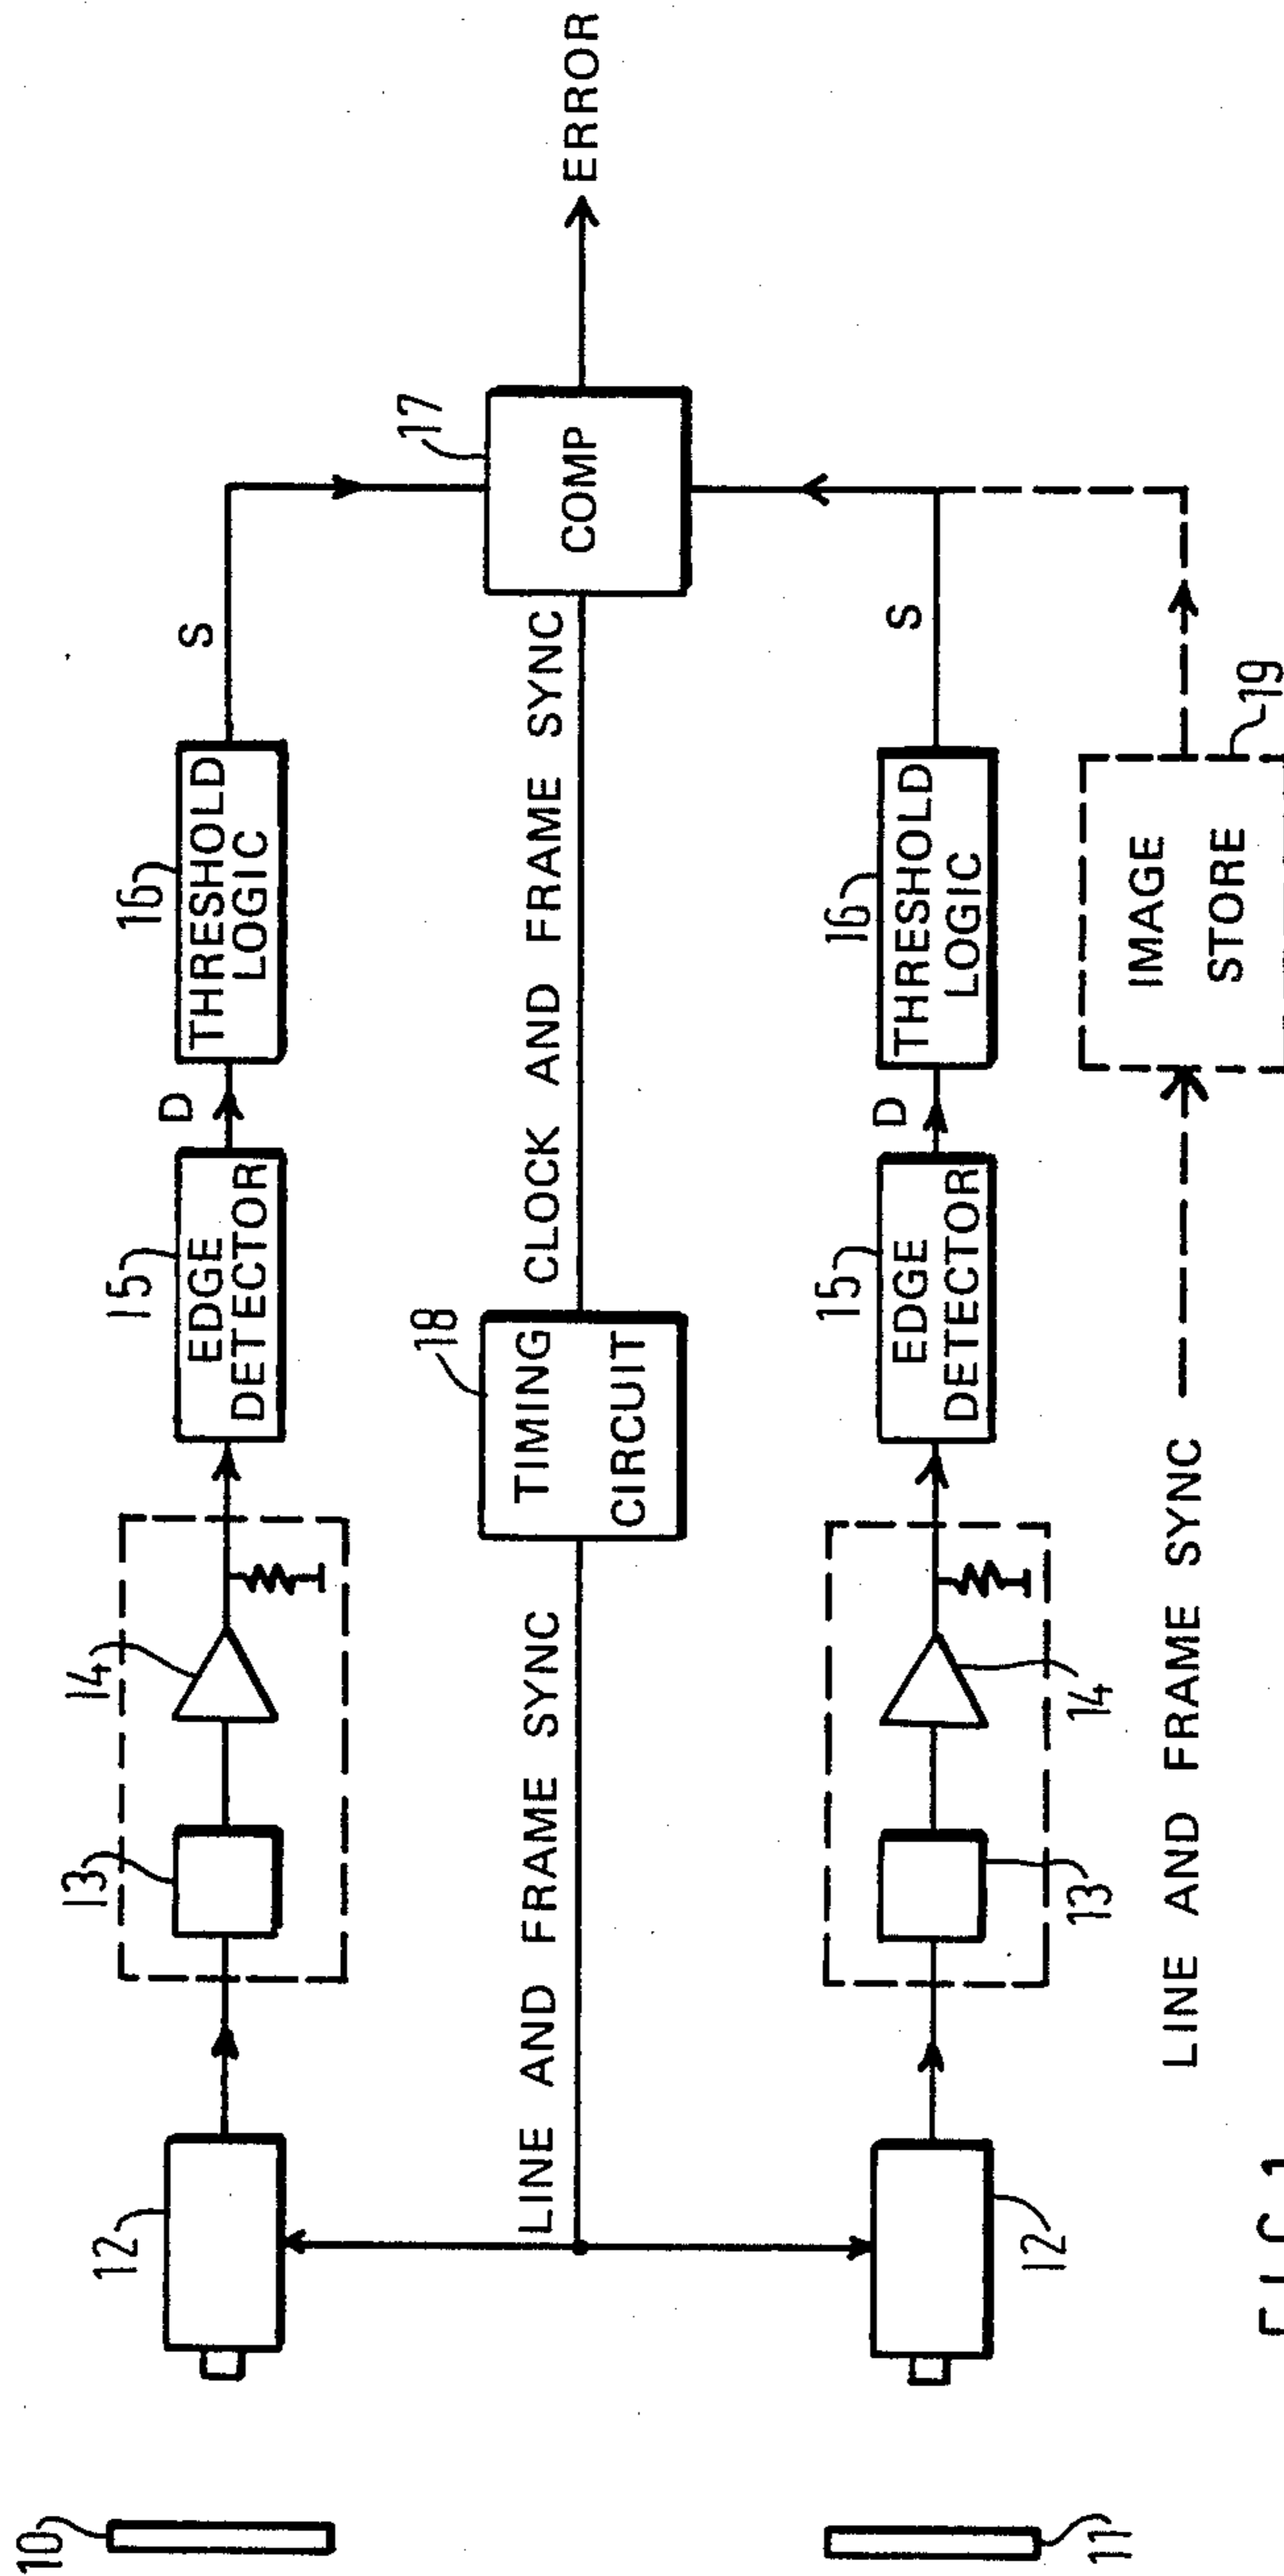 10
12
13
14
15
EDGE
DETECTOR
D
16
THRESHOLD
LOGIC
S
LINE AND FRAME SYNC
18
TIMING
CIRCUIT
CLOCK AND FRAME SYNC
17
COMP
ERROR
11
12
13
14
15
EDGE
DETECTOR
D
16
THRESHOLD
LOGIC
S
LINE AND FRAME SYNC
IMAGE
STORE
19